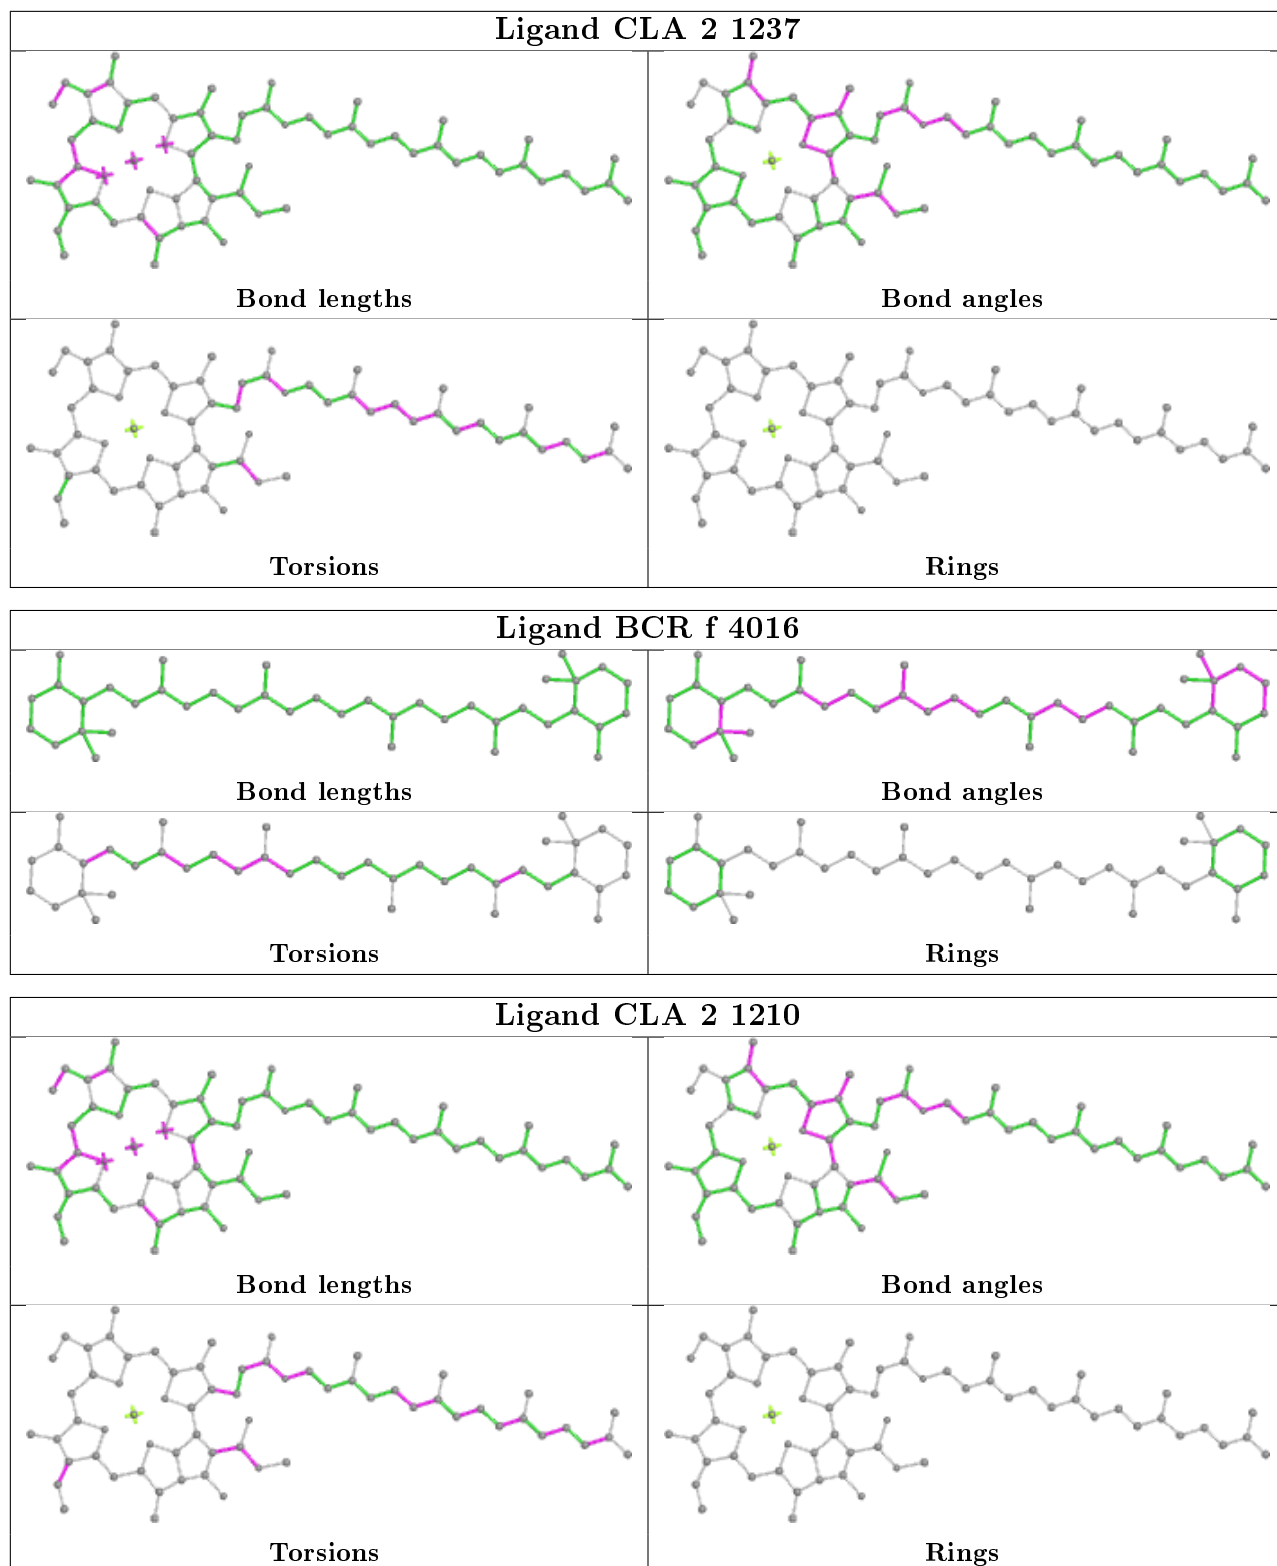 Ligand CLA 2 1237
Bond lengths
Bond angles
Torsions
Rings
Ligand BCR f 4016
Bond lengths
Bond angles
Torsions
Rings
Ligand CLA 2 1210
Bond lengths
Bond angles
Torsions
Rings